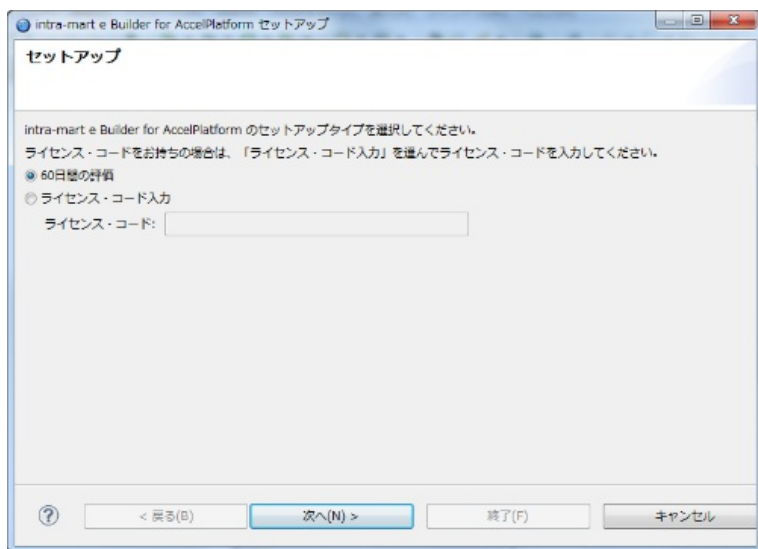 intra-mart e Builder for AccelPlatform セットアップ
セットアップ
intra-mart e Builder for AccelPlatform のセットアップタイプを選択してください。
ライセンス・コードをお持ちの場合は、「ライセンス・コード入力」を選んでライセンス・コードを入力してください。
60日間の評価
ライセンス・コード入力
ライセンス・コード:
< 戻る(B) 次へ(N) > 終了(F) キャンセル